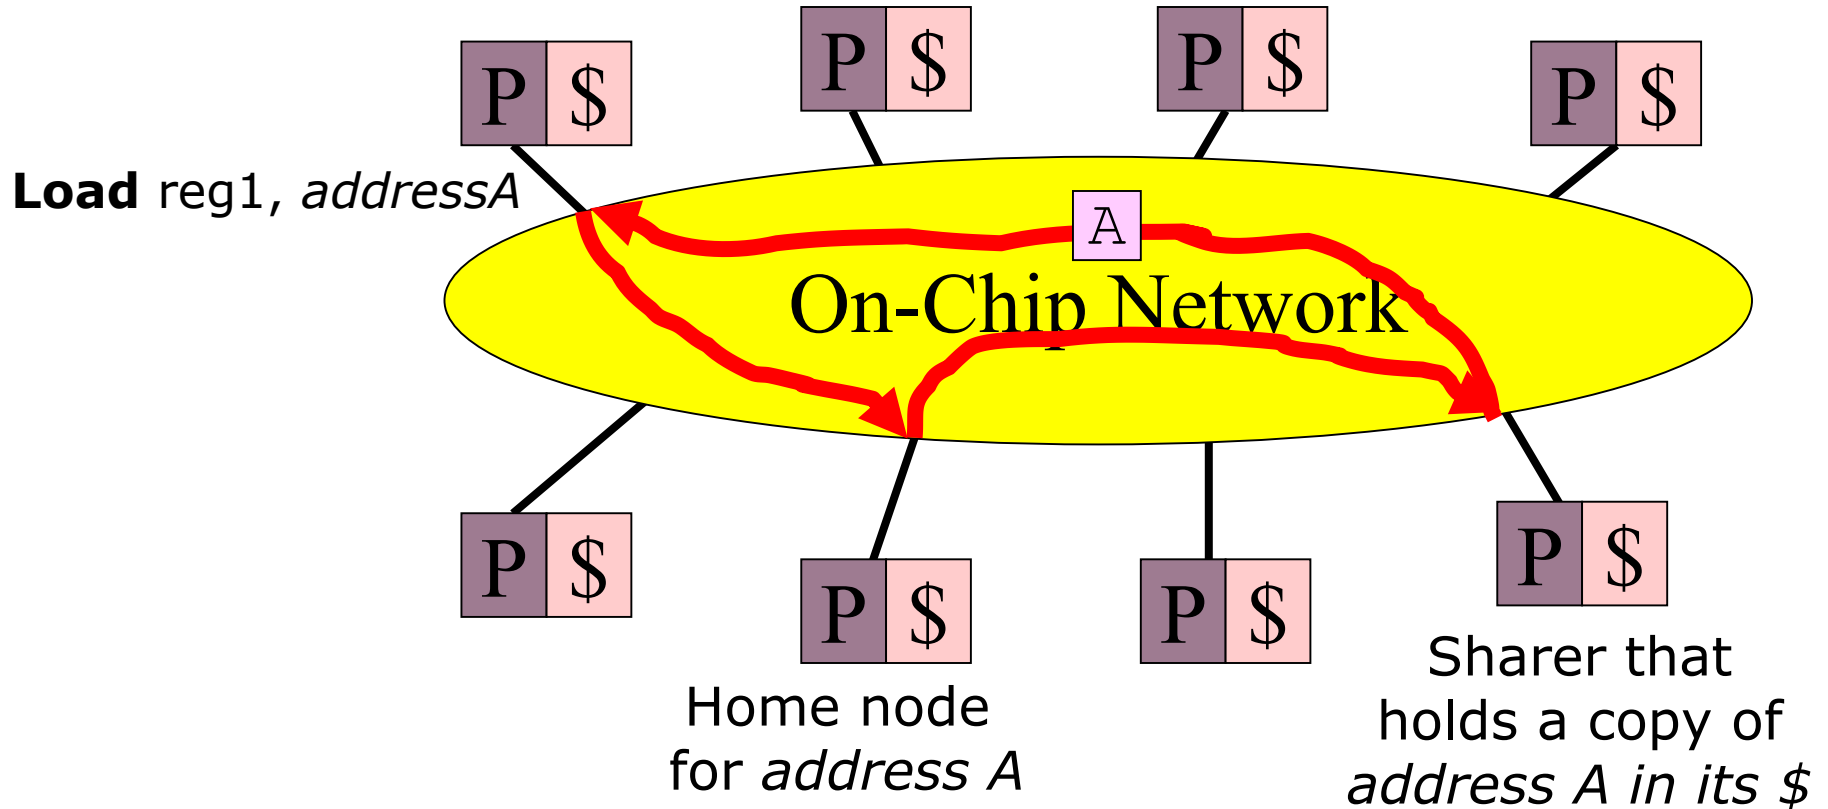 P $
P $
P $
P $
Load reg1, addressA
A
On-Chip Network
P $
P $
P $
P $
Home node
for address A
Sharer that
holds a copy of
address A in its $